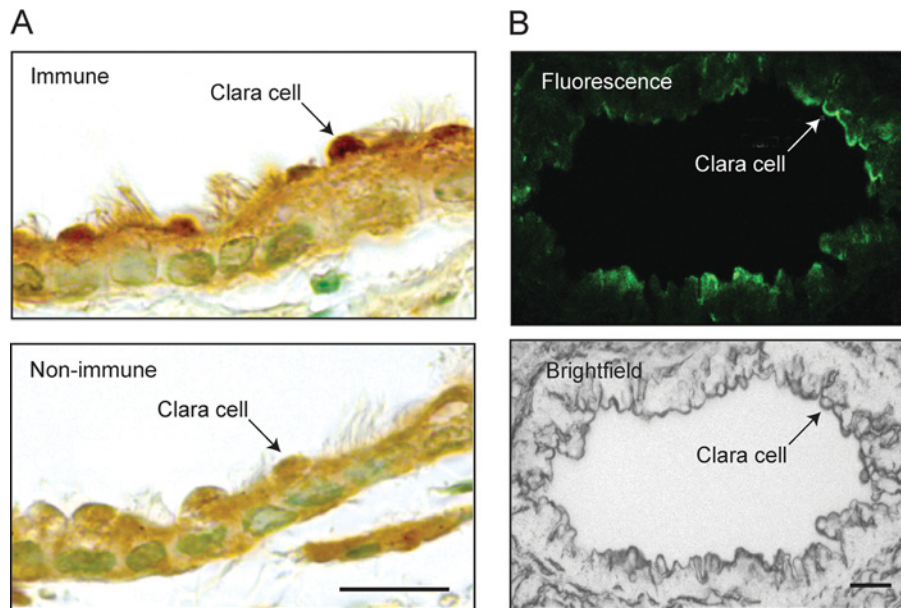 A
Immune
Clara cell
Non-immune
Clara cell
B
Fluorescence
Clara cell
Brightfield
Clara cell